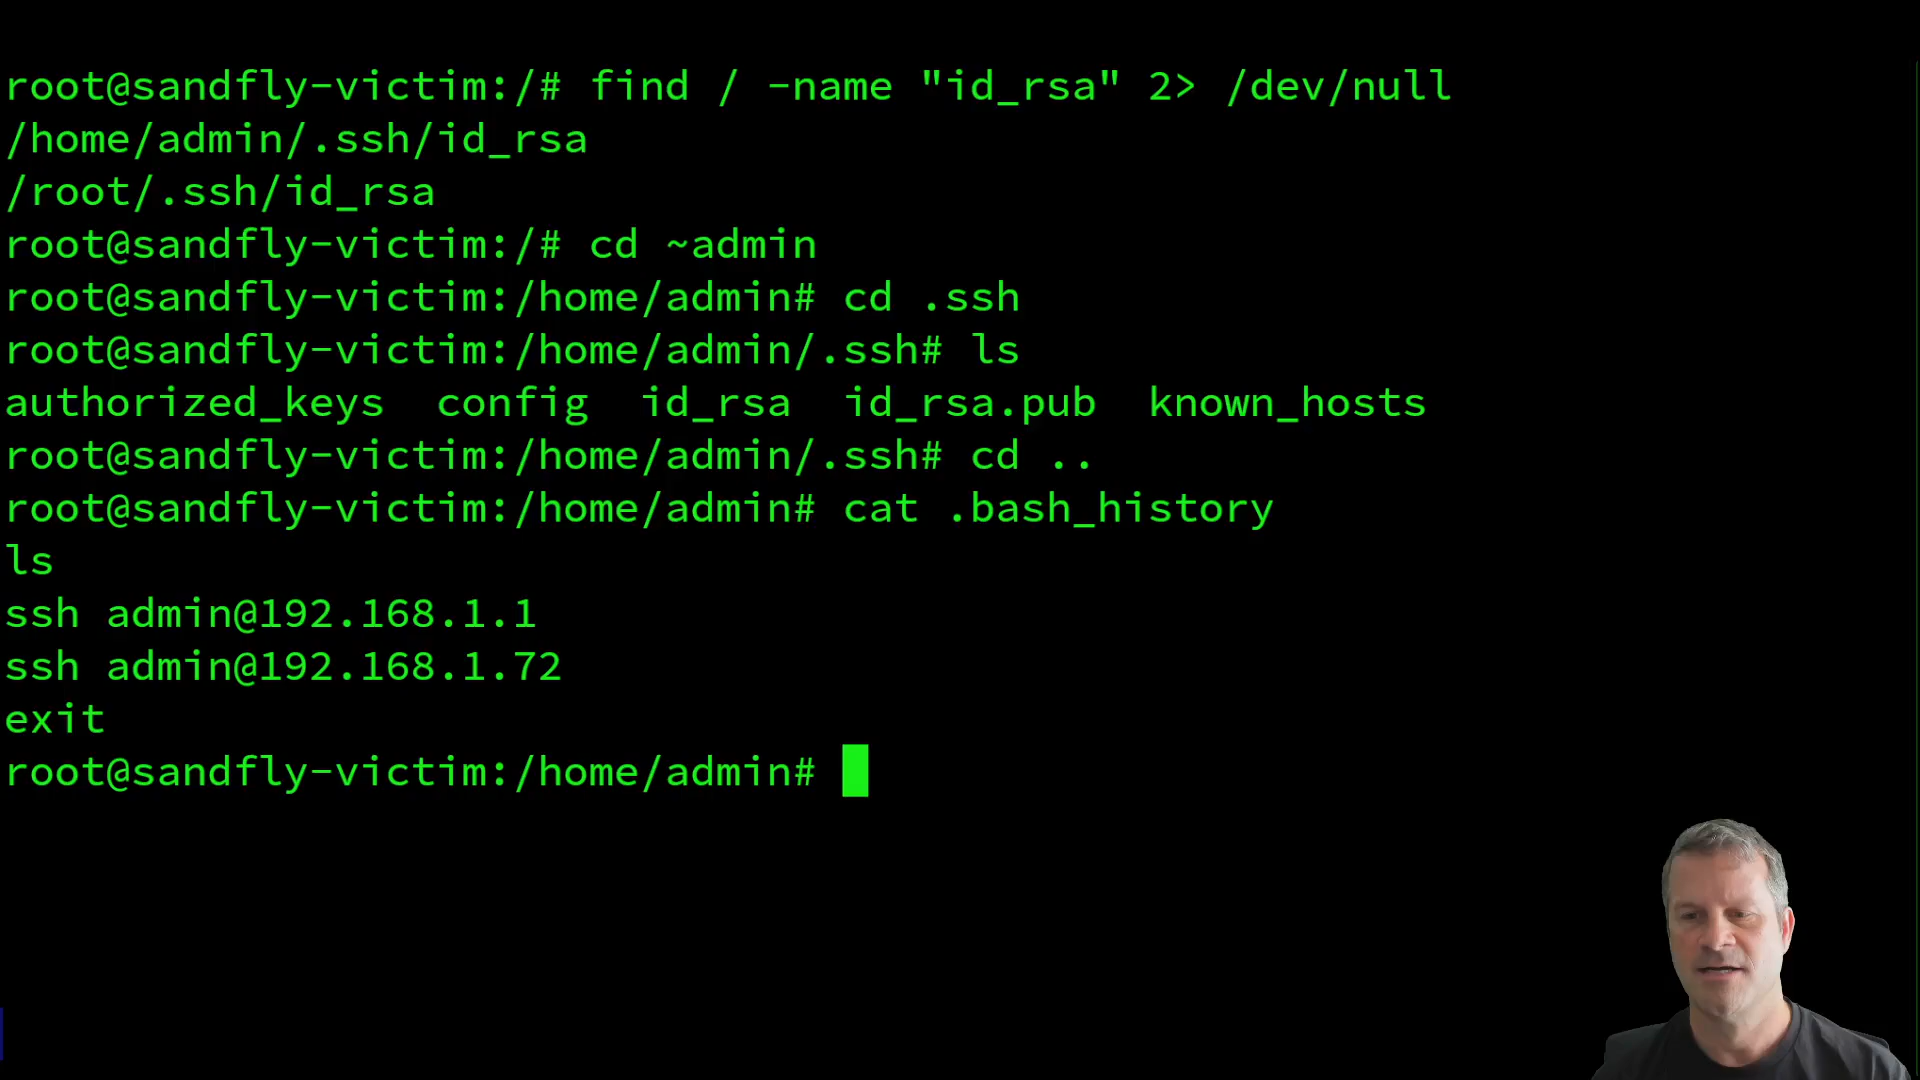 root@sandfly-victim:/# find / -name "id_rsa" 2> /dev/null
/home/admin/.ssh/id_rsa
/root/.ssh/id_rsa
root@sandfly-victim:/# cd ~admin
root@sandfly-victim:/home/admin# cd .ssh
root@sandfly-victim:/home/admin/.ssh# ls
authorized_keys  config  id_rsa  id_rsa.pub  known_hosts
root@sandfly-victim:/home/admin/.ssh# cd ..
root@sandfly-victim:/home/admin# cat .bash_history
ls
ssh admin@192.168.1.1
ssh admin@192.168.1.72
exit
root@sandfly-victim:/home/admin#